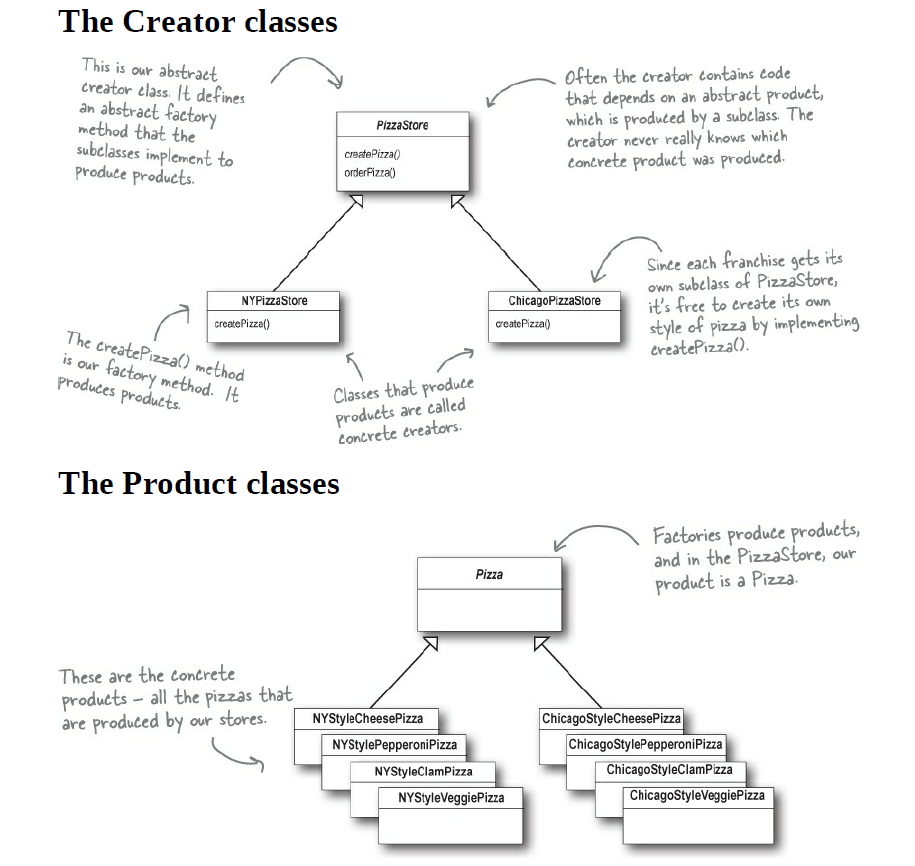 The Creator classes
This is our abstract
creator class. It defines
an abstract factory
method that the
subclasses implement to
produce products.
Often the creator contains code
that depends on an abstract product,
which is produced by a subclass. The
creator never really knows which
concrete product was produced.
PizzaStore
createPizza()
orderPizza()
Since each franchise gets its
own subclass of PizzaStore,
it's free to create its own
style of pizza by implementing
createPizza().
NYPizzaStore
createPizza()
ChicagoPizzaStore
createPizza()
The createPizza() method
is our factory method. It
produces products.
Classes that produce
products are called
concrete creators.
The Product classes
Factories produce products,
and in the PizzaStore, our
product is a Pizza.
Pizza
These are the concrete
products – all the pizzas that
are produced by our stores.
NYStyleCheesePizza
NYStylePepperoniPizza
NYStyleClamPizza
NYStyleVeggiePizza
ChicagoStyleCheesePizza
ChicagoStylePepperoniPizza
ChicagoStyleClamPizza
ChicagoStyleVeggiePizza